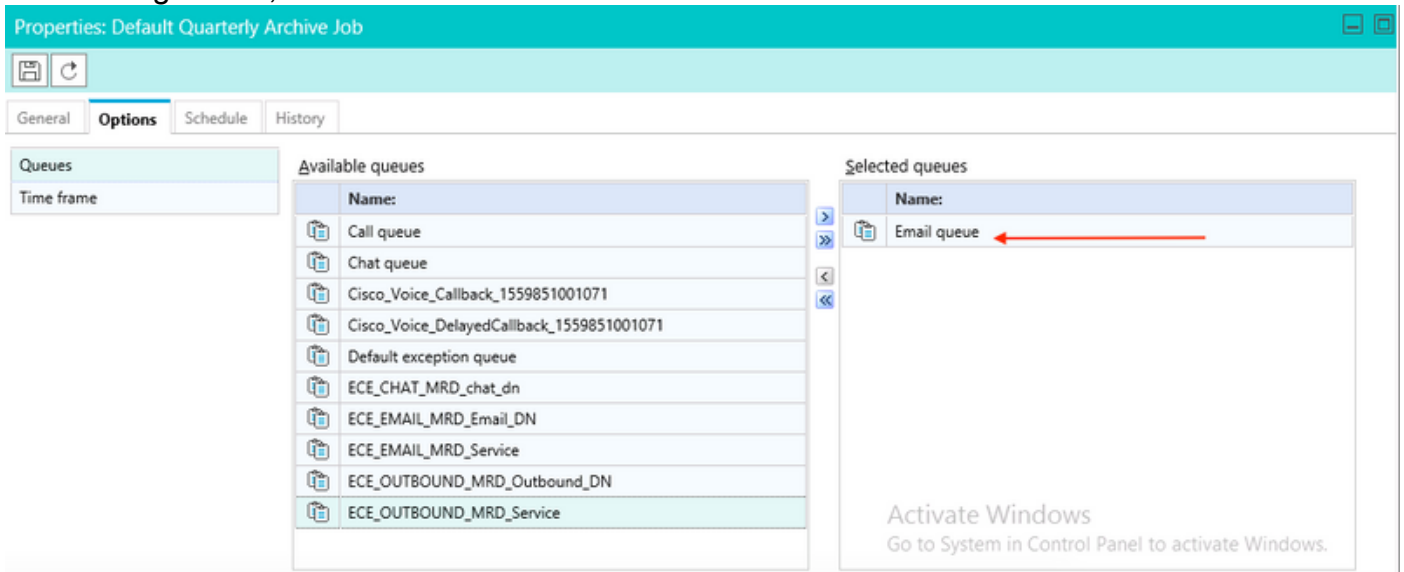 Properties: Default Quarterly Archive Job
General Options Schedule History
Queues
Time frame
Available queues
Name:
Call queue
Chat queue
Cisco_Voice_Callback_1559851001071
Cisco_Voice_DelayedCallback_1559851001071
Default exception queue
ECE_CHAT_MRD_chat_dn
ECE_EMAIL_MRD_Email_DN
ECE_EMAIL_MRD_Service
ECE_OUTBOUND_MRD_Outbound_DN
ECE_OUTBOUND_MRD_Service
Selected queues
Name:
Email queue
Activate Windows
Go to System in Control Panel to activate Windows.